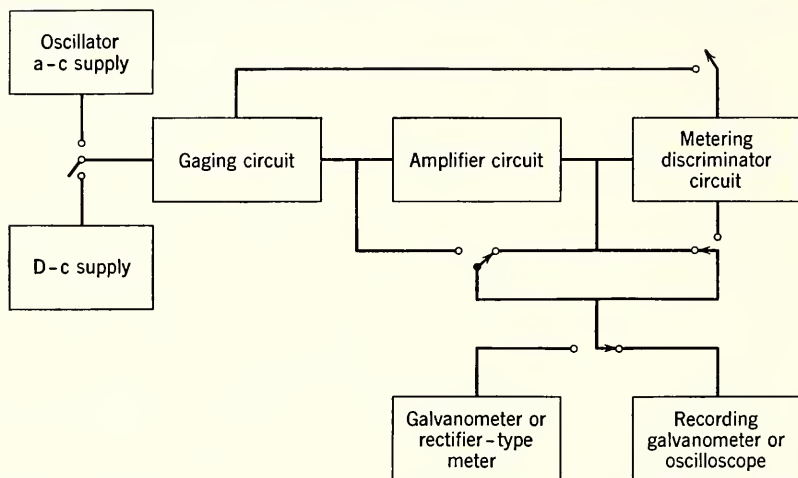 Oscillator
a-c supply
Gaging circuit
Amplifier circuit
Metering
discriminator
circuit
D-c supply
Galvanometer or
rectifier-type
meter
Recording
galvanometer or
oscilloscope